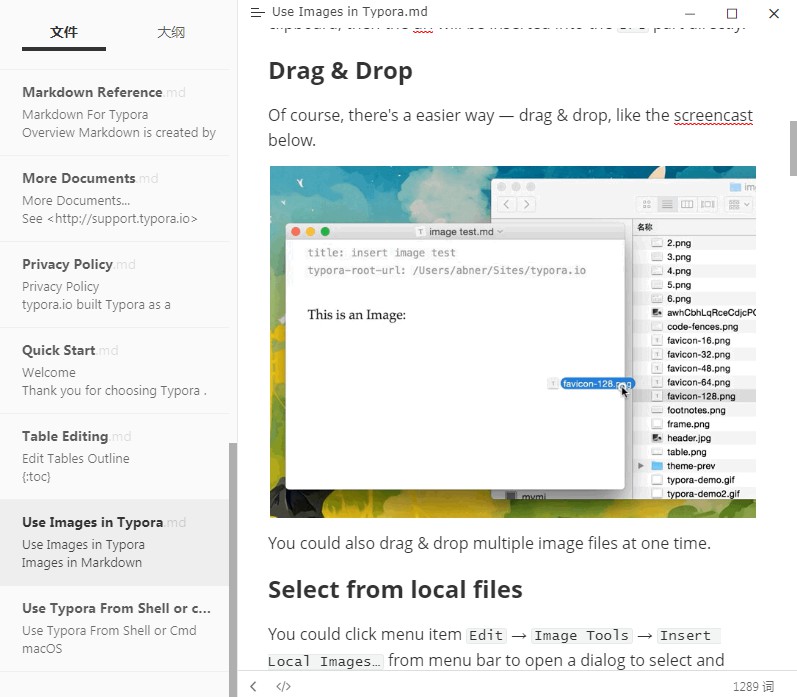 文件
大纲
Markdown Reference.md
Markdown For Typora
Overview Markdown is created by
More Documents.md
More Documents...
See <http://support.typora.io>
Privacy Policy.md
Privacy Policy
typora.io built Typora as a
Quick Start.md
Welcome
Thank you for choosing Typora .
Table Editing.md
Edit Tables Outline
{:toc}
Use Images in Typora.md
Use Images in Typora
Images in Markdown
Use Typora From Shell or c...
Use Typora From Shell or Cmd
macOS
Use Images in Typora.md
Drag & Drop
Of course, there's a easier way — drag & drop, like the screencast
below.
im
名称
image test.md
title: insert image test
typora-root-url: /Users/abner/Sites/typora.io
This is an Image:
favicon-128.png
2.png
3.png
4.png
5.png
6.png
awhCbhLqRceCdjcPC
code-fences.png
favicon-16.png
favicon-32.png
favicon-48.png
favicon-64.png
favicon-128.png
footnotes.png
frame.png
header.jpg
table.png
theme-prev
typora-demo.gif
typora-demo2.gif
You could also drag & drop multiple image files at one time.
Select from local files
You could click menu item Edit → Image Tools → Insert
Local Images… from menu bar to open a dialog to select and
1289 词